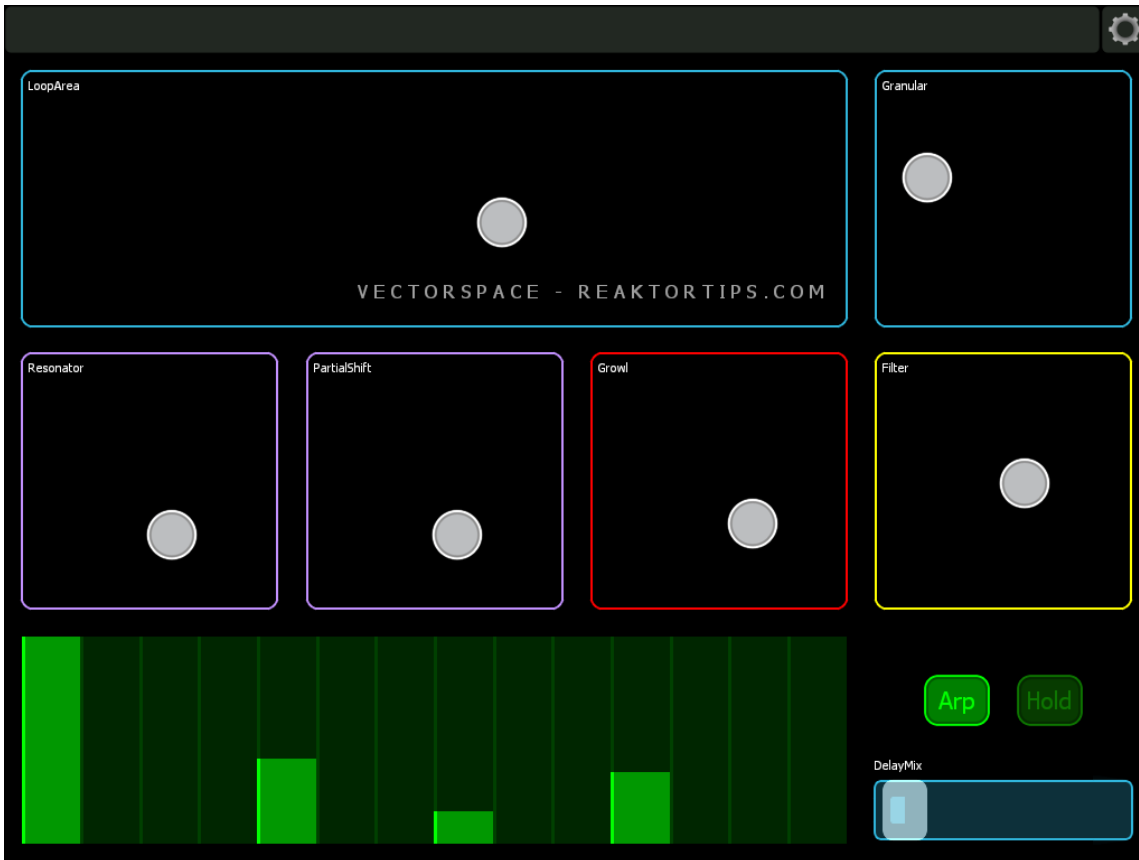 LoopArea
Granular
VECTORSPACE - REAKTORTIPS.COM
Resonator
PartialShift
Growl
Filter
Arp
Hold
DelayMix